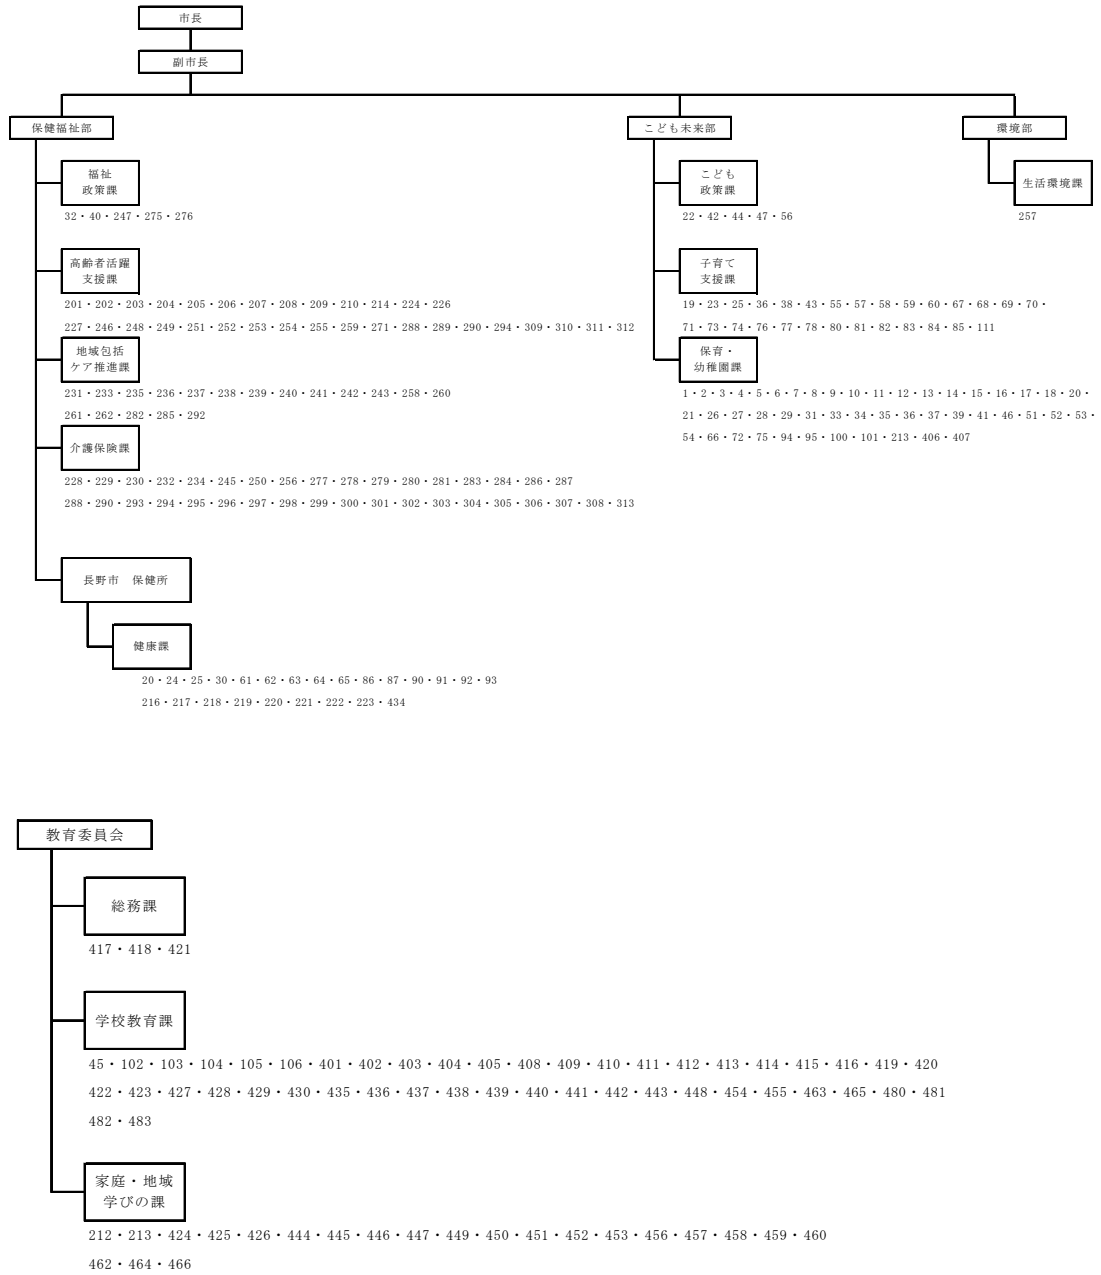 市長
副市長
保健福祉部
福祉
政策課
32・40・247・275・276
高齢者活躍
支援課
201・202・203・204・205・206・207・208・209・210・214・224・226
227・246・248・249・251・252・253・254・255・259・271・288・289・290・294・309・310・311・312
地域包括
ケア推進課
231・233・235・236・237・238・239・240・241・242・243・258・260
261・262・282・285・292
介護保険課
228・229・230・232・234・245・250・256・277・278・279・280・281・283・284・286・287
288・290・293・294・295・296・297・298・299・300・301・302・303・304・305・306・307・308・313
長野市　保健所
健康課
20・24・25・30・61・62・63・64・65・86・87・90・91・92・93
216・217・218・219・220・221・222・223・434
こども未来部
こども
政策課
22・42・44・47・56
子育て
支援課
19・23・25・36・38・43・55・57・58・59・60・67・68・69・70・
71・73・74・76・77・78・80・81・82・83・84・85・111
保育・
幼稚園課
1・2・3・4・5・6・7・8・9・10・11・12・13・14・15・16・17・18・20・
21・26・27・28・29・31・33・34・35・36・37・39・41・46・51・52・53・
54・66・72・75・94・95・100・101・213・406・407
環境部
生活環境課
257
教育委員会
総務課
417・418・421
学校教育課
45・102・103・104・105・106・401・402・403・404・405・408・409・410・411・412・413・414・415・416・419・420
422・423・427・428・429・430・435・436・437・438・439・440・441・442・443・448・454・455・463・465・480・481
482・483
家庭・地域
学びの課
212・213・424・425・426・444・445・446・447・449・450・451・452・453・456・457・458・459・460
462・464・466